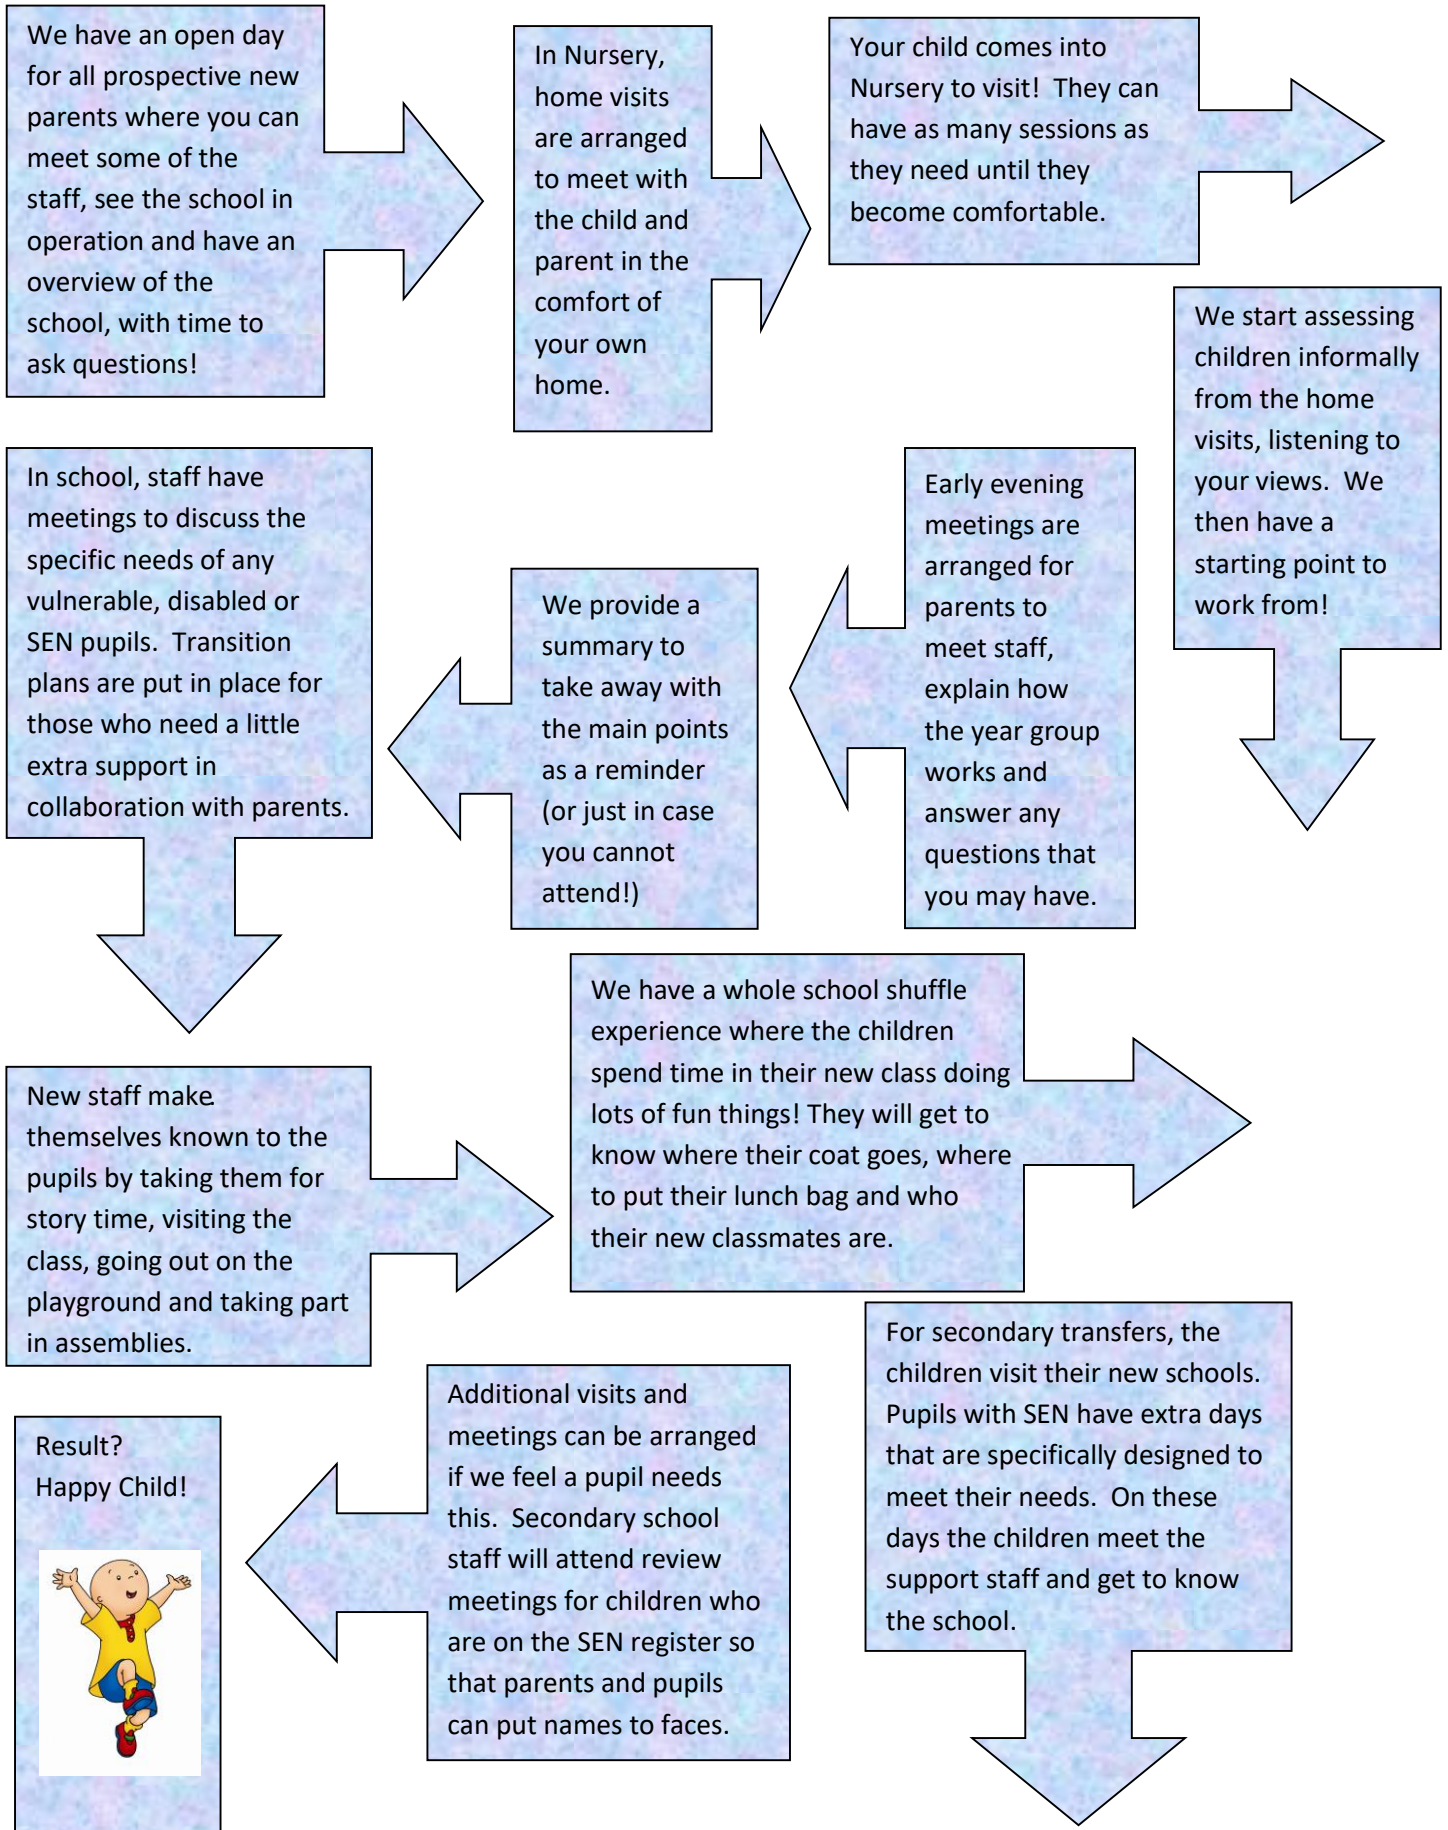 We have an open day
for all prospective new
parents where you can
meet some of the
staff, see the school in
operation and have an
overview of the
school, with time to
ask questions!
In Nursery,
home visits
are arranged
to meet with
the child and
parent in the
comfort of
your own
home.
Your child comes into
Nursery to visit!  They can
have as many sessions as
they need until they
become comfortable.
We start assessing
children informally
from the home
visits, listening to
your views.  We
then have a
starting point to
work from!
Early evening
meetings are
arranged for
parents to
meet staff,
explain how
the year group
works and
answer any
questions that
you may have.
We provide a
summary to
take away with
the main points
as a reminder
(or just in case
you cannot
attend!)
In school, staff have
meetings to discuss the
specific needs of any
vulnerable, disabled or
SEN pupils.  Transition
plans are put in place for
those who need a little
extra support in
collaboration with parents.
New staff make.
themselves known to the
pupils by taking them for
story time, visiting the
class, going out on the
playground and taking part
in assemblies.
We have a whole school shuffle
experience where the children
spend time in their new class doing
lots of fun things! They will get to
know where their coat goes, where
to put their lunch bag and who
their new classmates are.
For secondary transfers, the
children visit their new schools.
Pupils with SEN have extra days
that are specifically designed to
meet their needs.  On these
days the children meet the
support staff and get to know
the school.
Additional visits and
meetings can be arranged
if we feel a pupil needs
this.  Secondary school
staff will attend review
meetings for children who
are on the SEN register so
that parents and pupils
can put names to faces.
Result?
Happy Child!